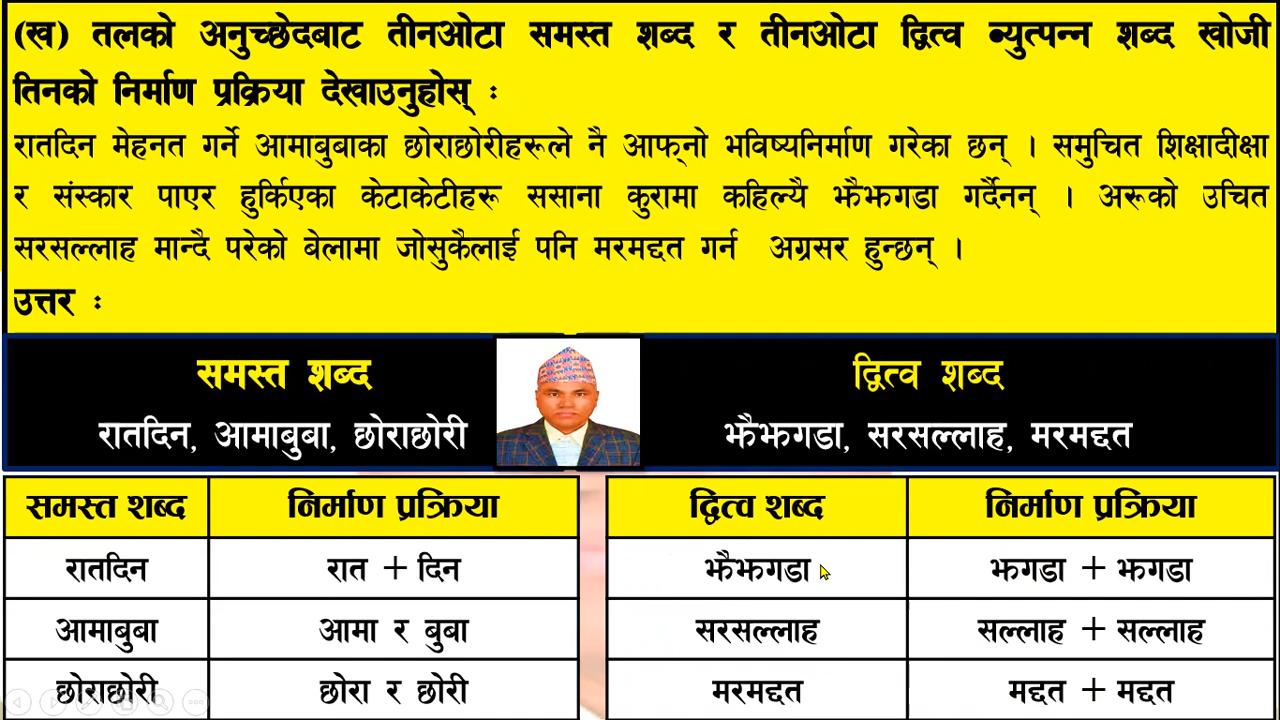 (ख) तलको अनुच्छेदबाट तीनओटा समस्त शब्द र तीनओटा द्वित्व व्युत्पन्न शब्द खोजी
तिनको निर्माण प्रक्रिया देखाउनुहोस् :
रातदिन मेहनत गर्ने आमाबुबाका छोराछोरीहरूले नै आफ्‌नो भविष्यनिर्माण गरेका छन् । समुचित शिक्षादीक्षा
र संस्कार पाएर हुर्किएका केटाकेटीहरू ससाना कुरामा कहिल्यै झैझगडा गर्दैनन् । अरूको उचित
सरसल्लाह मान्दै परेको बेलामा जोसुकैलाई पनि मरमद्दत गर्न अग्रसर हुन्छन् ।
उत्तर :
समस्त शब्द
रातदिन, आमाबुबा, छोराछोरी
द्वित्व शब्द
झैझगडा, सरसल्लाह, मरमद्दत
समस्त शब्द निर्माण प्रक्रिया
रातदिन रात + दिन
आमाबुबा आमा र बुबा
छोराछोरी छोरा र छोरी
द्वित्व शब्द निर्माण प्रक्रिया
झैझगडा झगडा + झगडा
सरसल्लाह सल्लाह + सल्लाह
मरमद्दत मद्दत + मद्दत